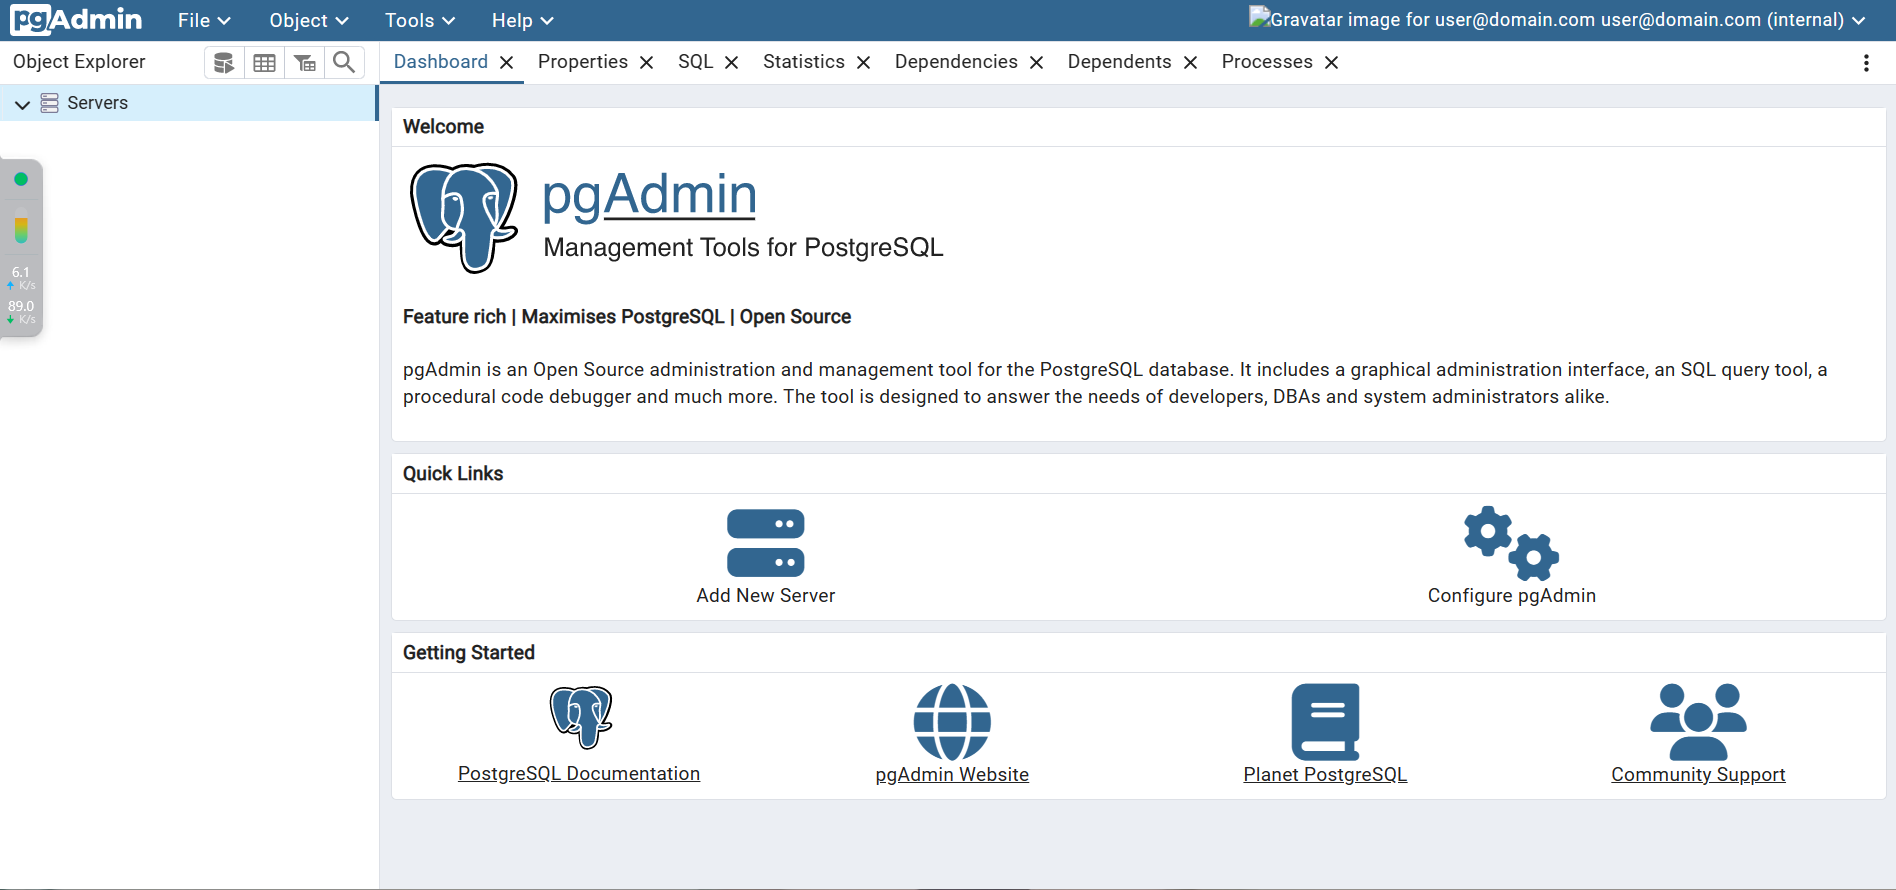 pgAdmin File Object Tools Help Gravatar image for user@domain.com user@domain.com (internal)
Object Explorer Dashboard Properties SQL Statistics Dependencies Dependents Processes
Servers
Welcome
pgAdmin
Management Tools for PostgreSQL
6.1
K/s
89.0
K/s
Feature rich | Maximises PostgreSQL | Open Source
pgAdmin is an Open Source administration and management tool for the PostgreSQL database. It includes a graphical administration interface, an SQL query tool, a
procedural code debugger and much more. The tool is designed to answer the needs of developers, DBAs and system administrators alike.
Quick Links
Add New Server Configure pgAdmin
Getting Started
PostgreSQL Documentation pgAdmin Website Planet PostgreSQL Community Support